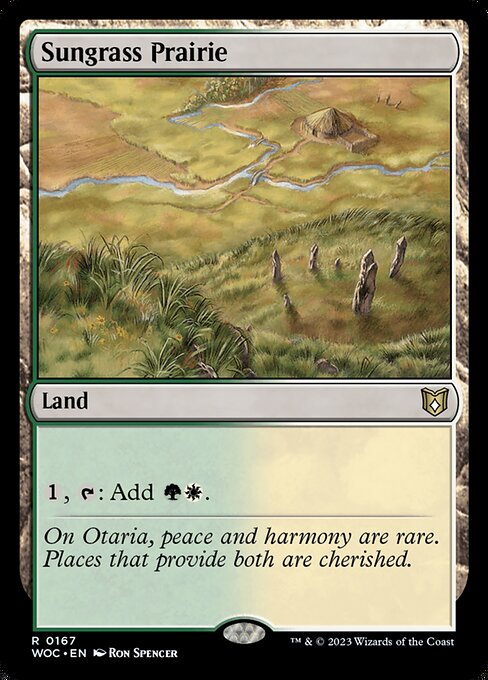 Sungrass Prairie
Land
1, T: Add GW.
On Otaria, peace and harmony are rare.
Places that provide both are cherished.
R 0167
WOC • EN Ron Spencer
™ & © 2023 Wizards of the Coast